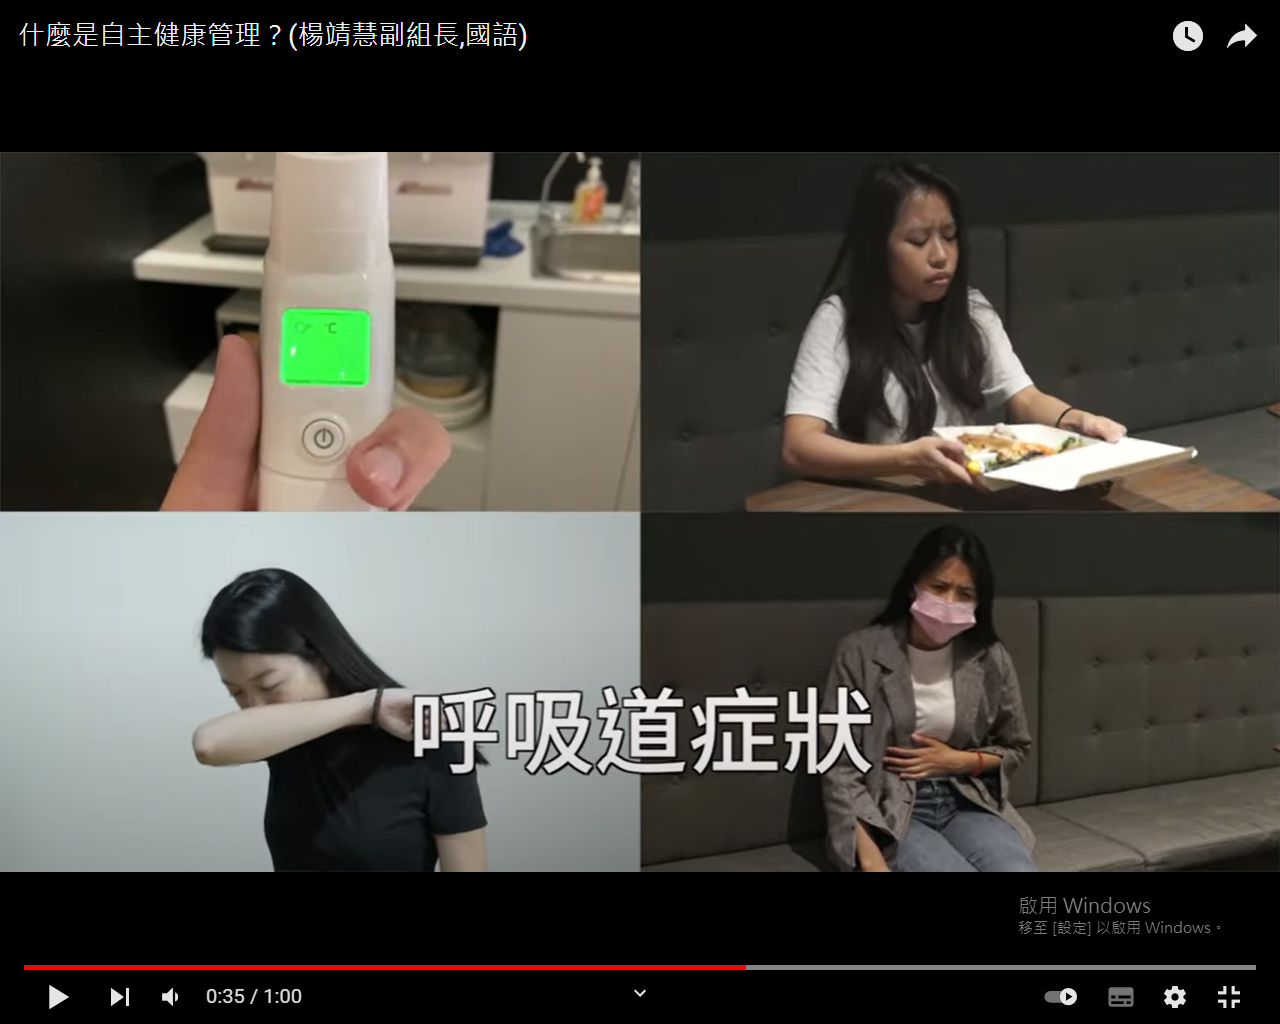 什麼是自主健康管理？(楊靖慧副組長,國語)
°C
呼吸道症狀
啟用 Windows
移至 [設定] 以啟用 Windows。
0:35 / 1:00